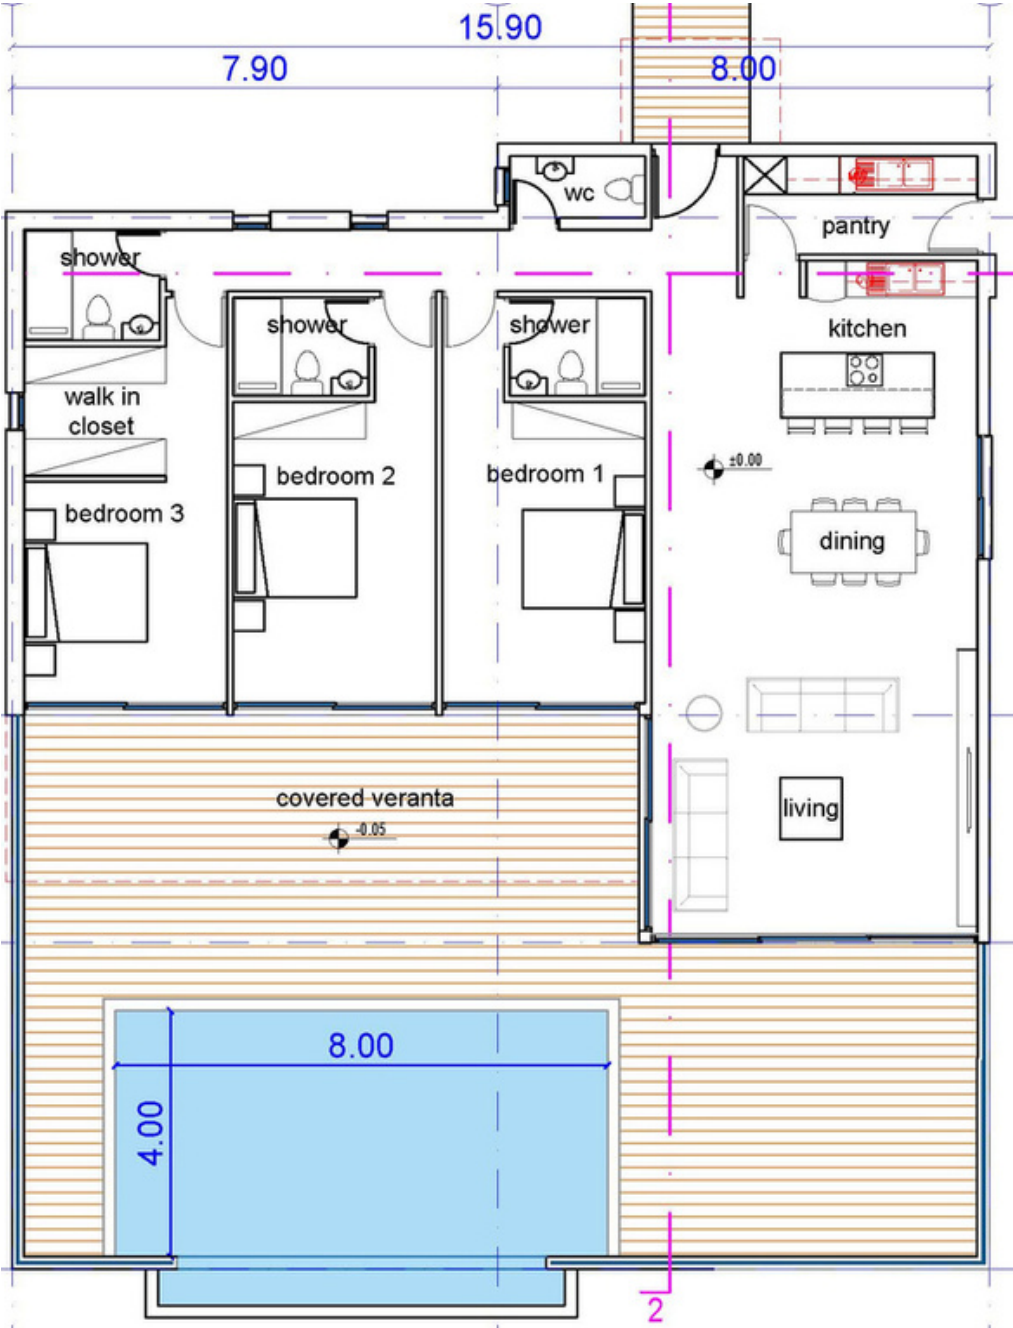 15.90
7.90
8.00
wc
pantry
shower
shower
shower
kitchen
walk in
closet
±0.00
bedroom 2
bedroom 1
bedroom 3
dining
covered veranta
living
-0.05
8.00
4.00
2